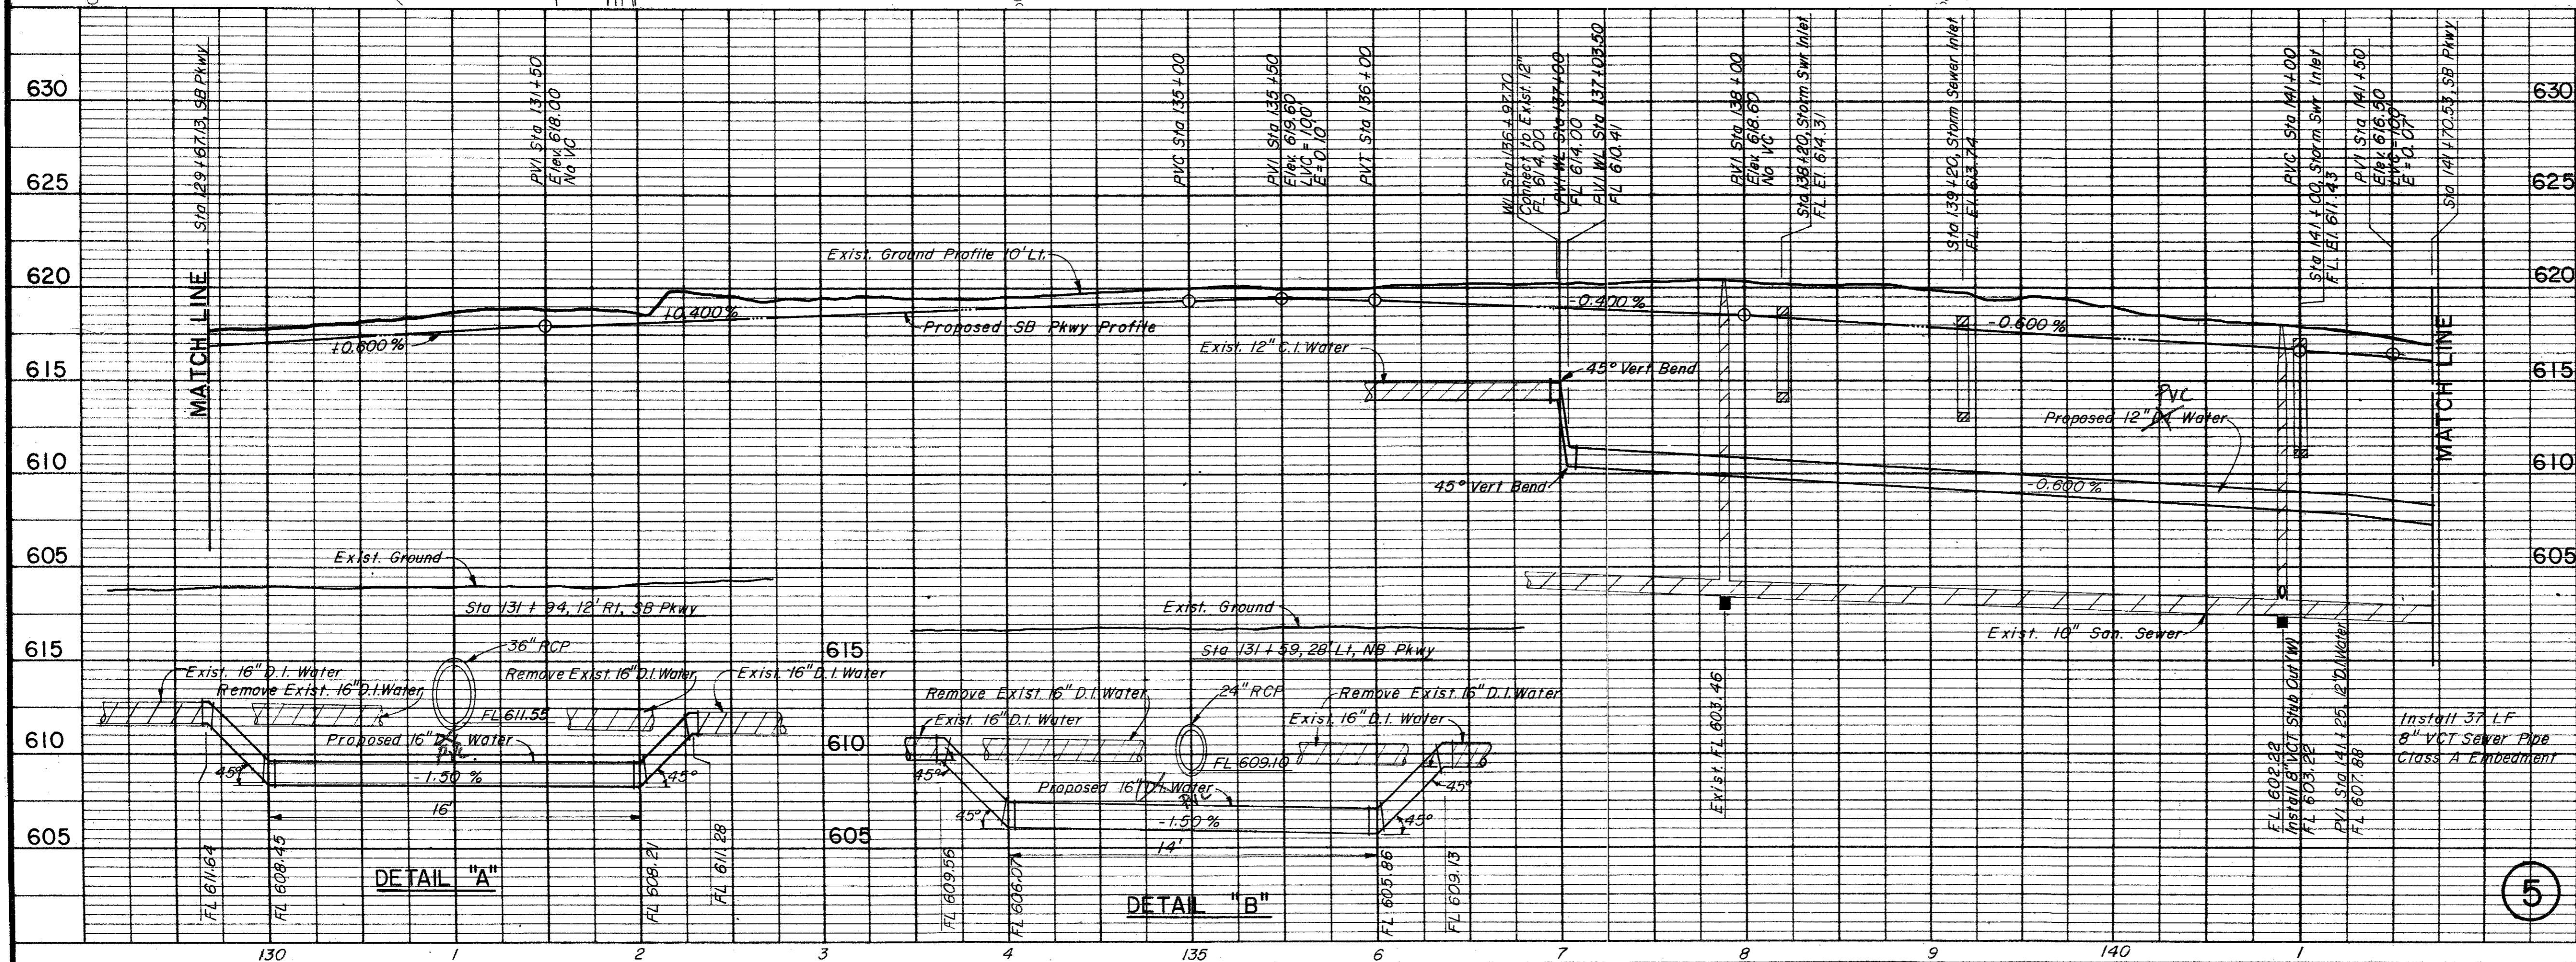 630
625
620
615
610
605
615
610
605
630
625
620
615
610
605
615
610
605
MATCH LINE
Sta 129+67.13, SB Pkwy
PVI Sta 131+50
Elev. 618.00
No VC
PVC Sta 135+00
PVI Sta 135+50
Elev. 619.60
LVC = 100'
E = 0.10'
PVT Sta 136+00
WL Sta 136+97.70
Connect to Exist. 12"
FL 614.00
PVI WL Sta 137+00
FL 614.00
PVI WL Sta 137+03.50
FL 610.41
PVI Sta 138+00
Elev. 618.60
No VC
Sta 138+20, Storm Swr Inlet
FL. El. 614.31
Sta 139+20, Storm Sewer Inlet
FL. El. 613.74
PVC Sta 141+00
Sta 141+00, Storm Swr Inlet
FL. El. 611.43
PVI Sta 141+50
Elev. 616.50
LVC = 100'
E = 0.07'
Sta 141+70.53, SB Pkwy
MATCH LINE
Exist. Ground Profile 10' Lt.
+0.600 %
+0.400 %
Proposed SB Pkwy Profile
-0.400 %
-0.600 %
Exist. 12" C.I. Water
45° Vert Bend
45° Vert Bend
PVC
Proposed 12" D.I. Water
-0.600 %
Exist. Ground
Sta 131 + 94, 12' Rt, SB Pkwy
36" RCP
Exist. 16" D.I. Water
Remove Exist. 16" D.I. Water
Remove Exist. 16" D.I. Water
Exist. 16" D.I. Water
FL 611.55
Proposed 16" D.I. Water
PVC
-1.50 %
45°
45°
16'
FL 611.64
FL 608.45
FL 608.21
FL 611.28
DETAIL "A"
Exist. Ground
Sta 131 + 59, 28' Lt, NB Pkwy
Remove Exist. 16" D.I. Water
24" RCP
Remove Exist. 16" D.I. Water
Exist. 16" D.I. Water
Exist. 16" D.I. Water
FL 609.10
Proposed 16" D.I. Water
PVC
45°
45°
-1.50 %
45°
45°
14'
FL 609.56
FL 606.07
FL 605.86
FL 609.13
DETAIL "B"
Exist. 10" San. Sewer
Exist. FL 603.46
FL 602.22
Install 8" VCT Stub Out (W)
FL 603.22
PVI Sta 141+25, 12" D.I. Water
FL 607.88
Install 37 LF
8" VCT Sewer Pipe
Class A Embedment
5
130 1 2 3 4 135 6 7 8 9 140 1